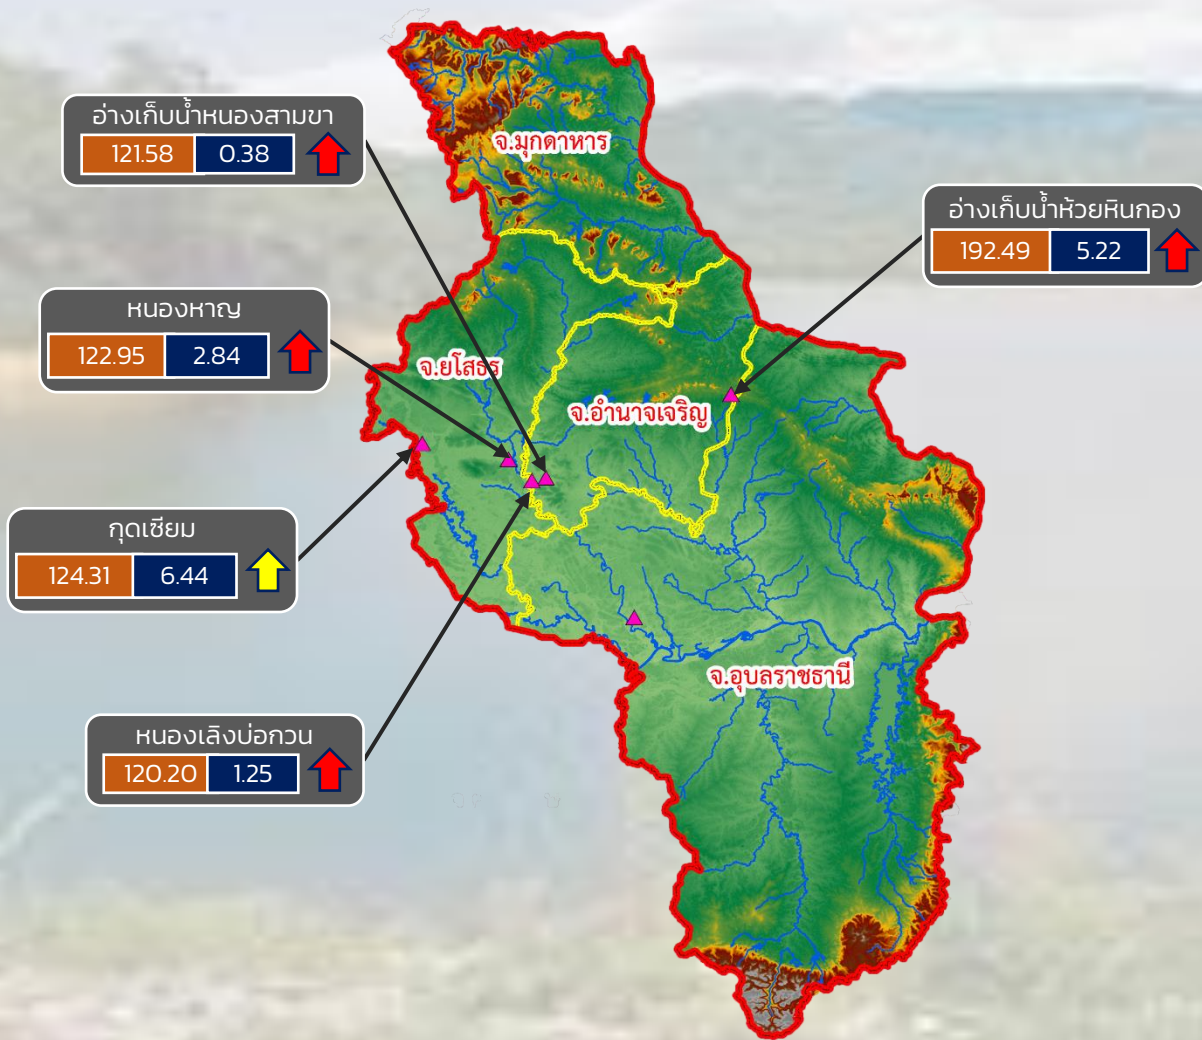 อ่างเก็บน้ำหนองสามขา
121.58 0.38
จ.มุกดาหาร
อ่างเก็บน้ำห้วยหินกอง
192.49 5.22
หนองหาญ
122.95 2.84
จ.ยโสธร
จ.อำนาจเจริญ
กุดเซียม
124.31 6.44
จ.อุบลราชธานี
หนองเลิงบ่อกวน
120.20 1.25